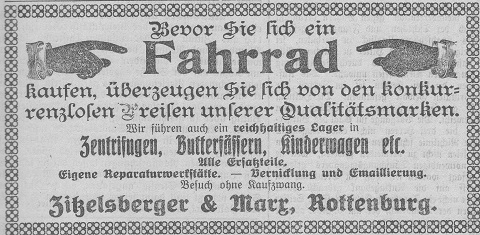 Bevor Sie sich ein
Fahrrad
kaufen, überzeugen Sie sich von den konkur-
renzlosen Preisen unserer Qualitätsmarken.
Wir führen auch ein reichhaltiges Lager in
Zentrifugen, Butterfässern, Kinderwagen etc.
Alle Ersatzteile.
Eigene Reparaturwerkstätte. — Vernicklung und Emaillierung.
Besuch ohne Kaufzwang.
Zitzelsberger & Marx, Rottenburg.